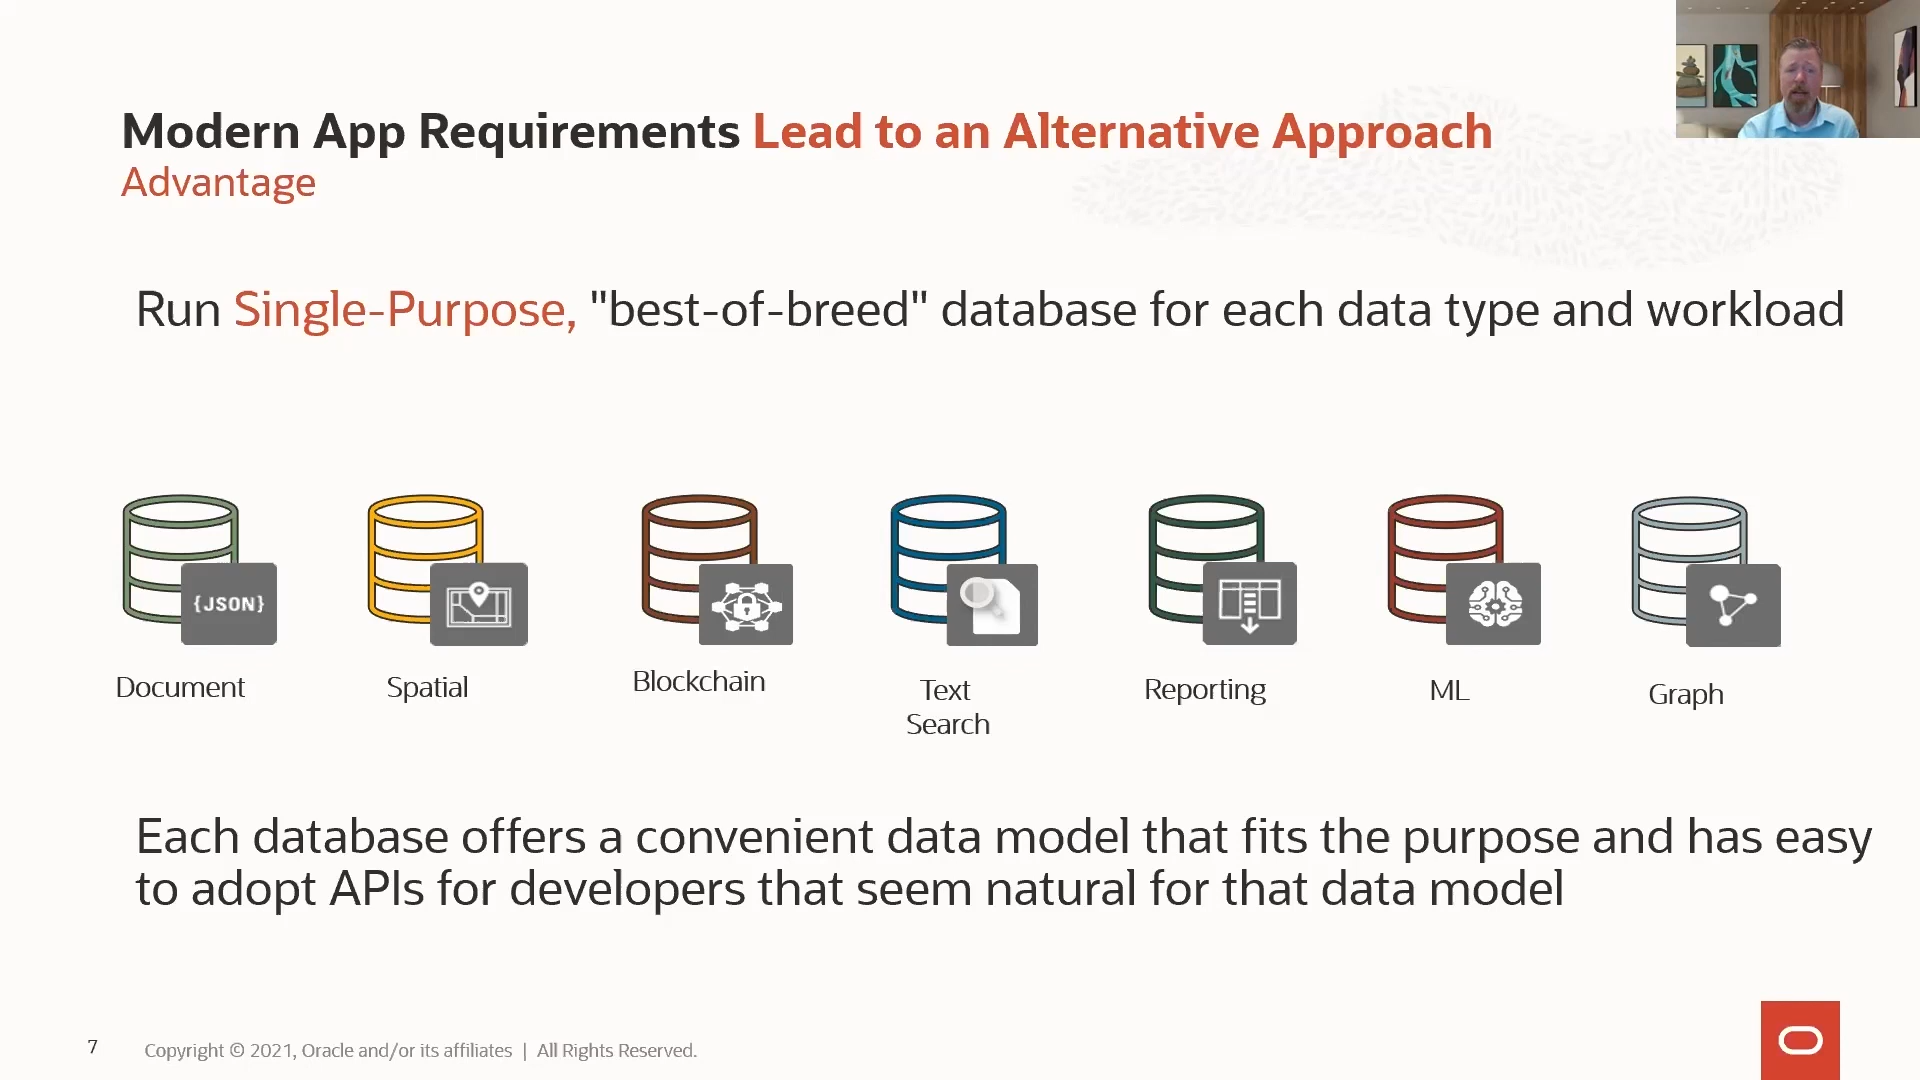 Modern App Requirements Lead to an Alternative Approach
Advantage
Run Single-Purpose, "best-of-breed" database for each data type and workload
{JSON}
Document
Spatial
Blockchain
Text
Search
Reporting
ML
Graph
Each database offers a convenient data model that fits the purpose and has easy
to adopt APIs for developers that seem natural for that data model
7
Copyright © 2021, Oracle and/or its affiliates | All Rights Reserved.